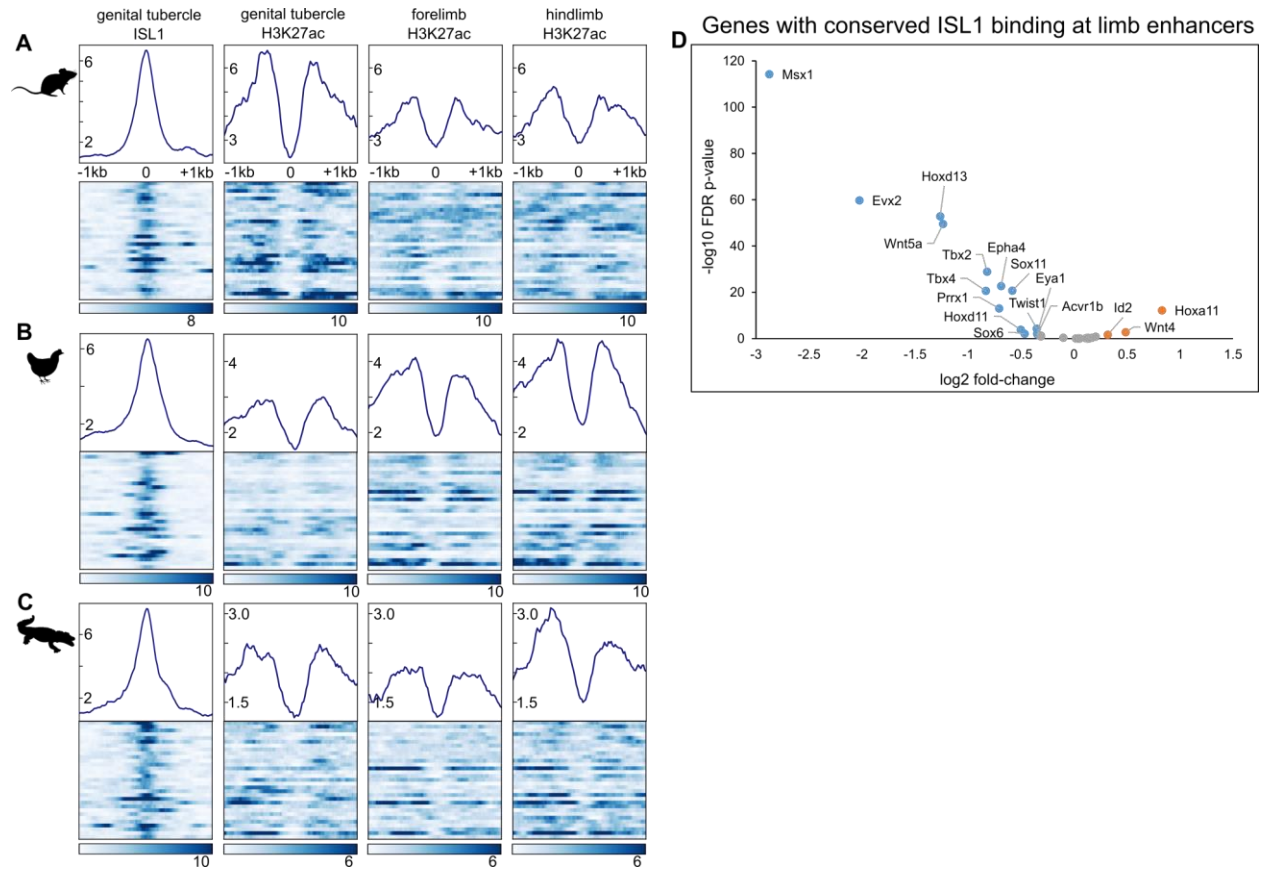 genital tubercle
ISL1
genital tubercle
H3K27ac
forelimb
H3K27ac
hindlimb
H3K27ac
A
6
2
6
3
6
3
6
3
-1kb 0 +1kb
-1kb 0 +1kb
-1kb 0 +1kb
-1kb 0 +1kb
8
10
10
10
B
6
2
4
2
4
2
4
2
10
10
10
10
C
6
2
3.0
1.5
3.0
1.5
3.0
1.5
10
6
6
6
Genes with conserved ISL1 binding at limb enhancers
D
120
100
80
60
40
20
0
-log10 FDR p-value
Msx1
Evx2
Hoxd13
Wnt5a
Tbx2
Epha4
Sox11
Tbx4
Eya1
Prrx1
Twist1
Acvr1b
Hoxd11
Sox6
Id2
Hoxa11
Wnt4
-3 -2.5 -2 -1.5 -1 -0.5 0 0.5 1 1.5
log2 fold-change